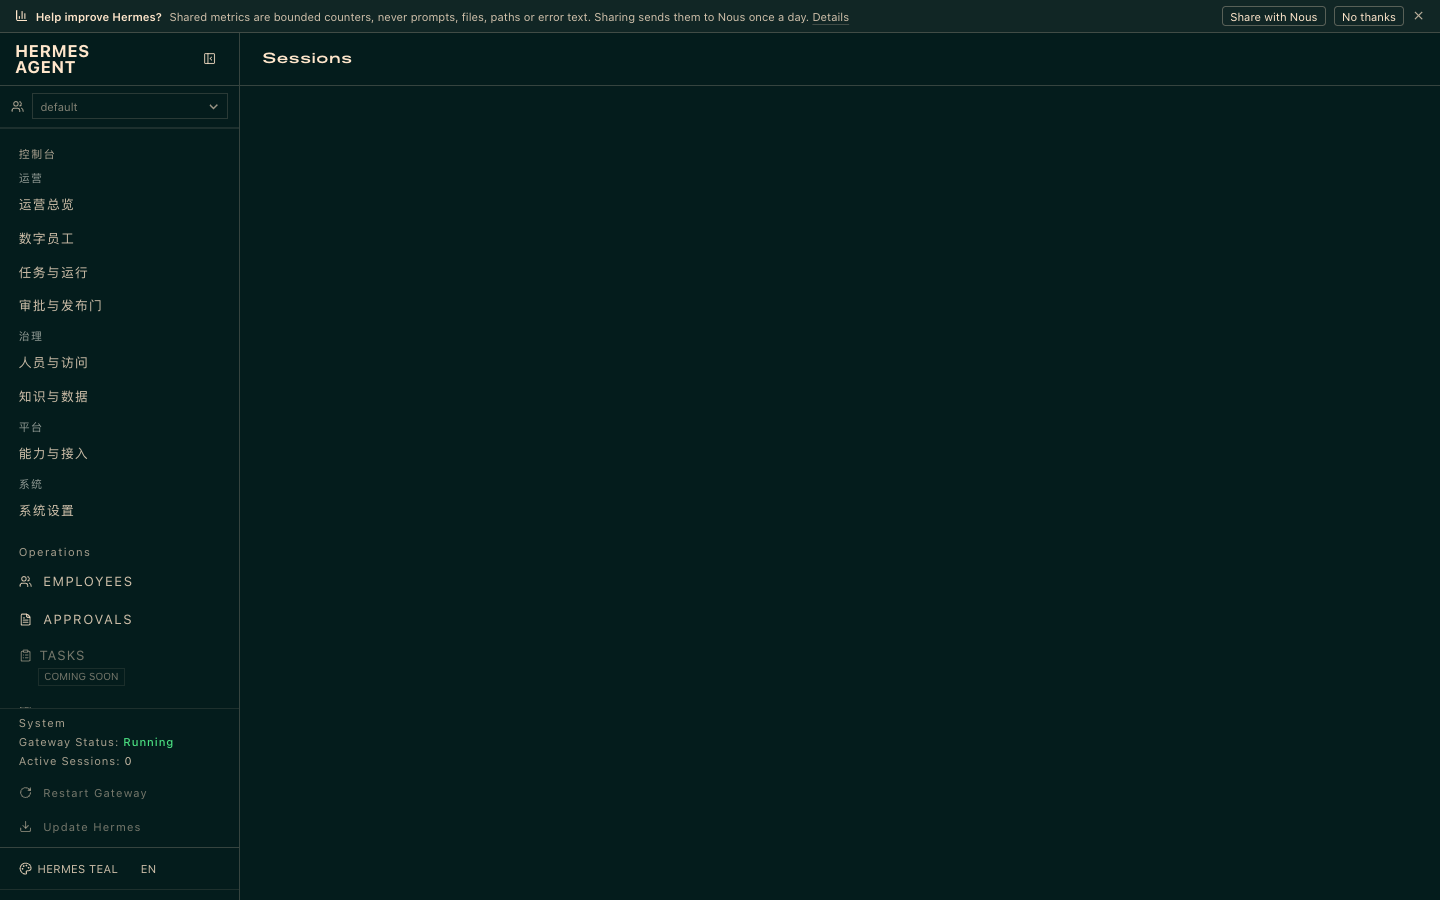 Help improve Hermes? Shared metrics are bounded counters, never prompts, files, paths or error text. Sharing sends them to Nous once a day. Details
Share with Nous
No thanks
HERMES
AGENT
Sessions
default
控制台
运营
运营总览
数字员工
任务与运行
审批与发布门
治理
人员与访问
知识与数据
平台
能力与接入
系统
系统设置
Operations
EMPLOYEES
APPROVALS
TASKS
COMING SOON
System
Gateway Status: Running
Active Sessions: 0
Restart Gateway
Update Hermes
HERMES TEAL
EN